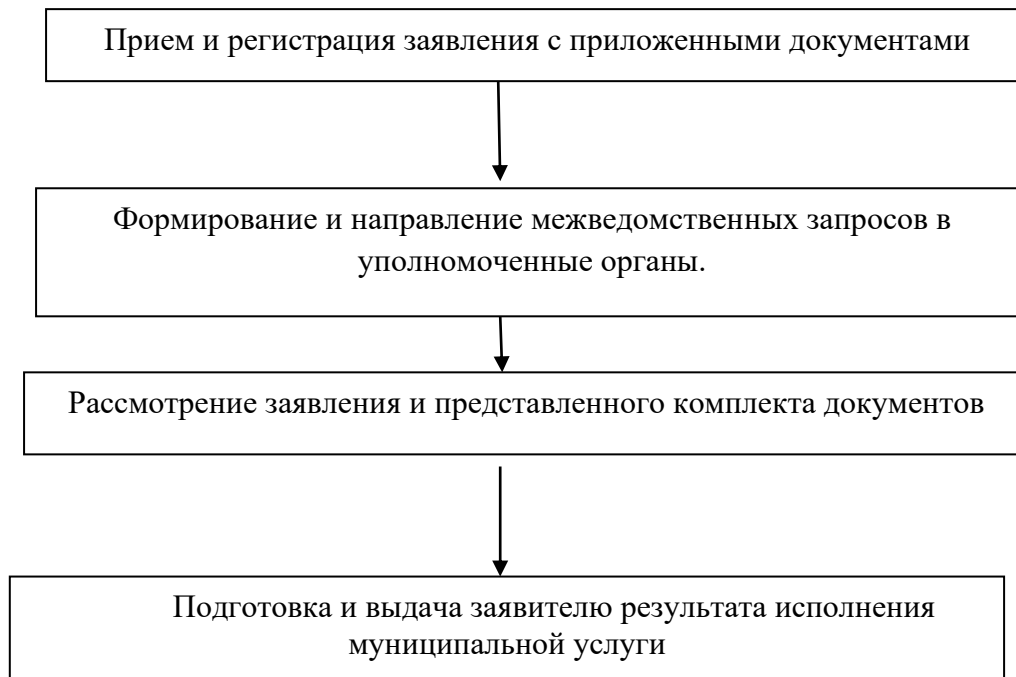 Прием и регистрация заявления с приложенными документами
Формирование и направление межведомственных запросов в
уполномоченные органы.
Рассмотрение заявления и представленного комплекта документов
Подготовка и выдача заявителю результата исполнения
муниципальной услуги